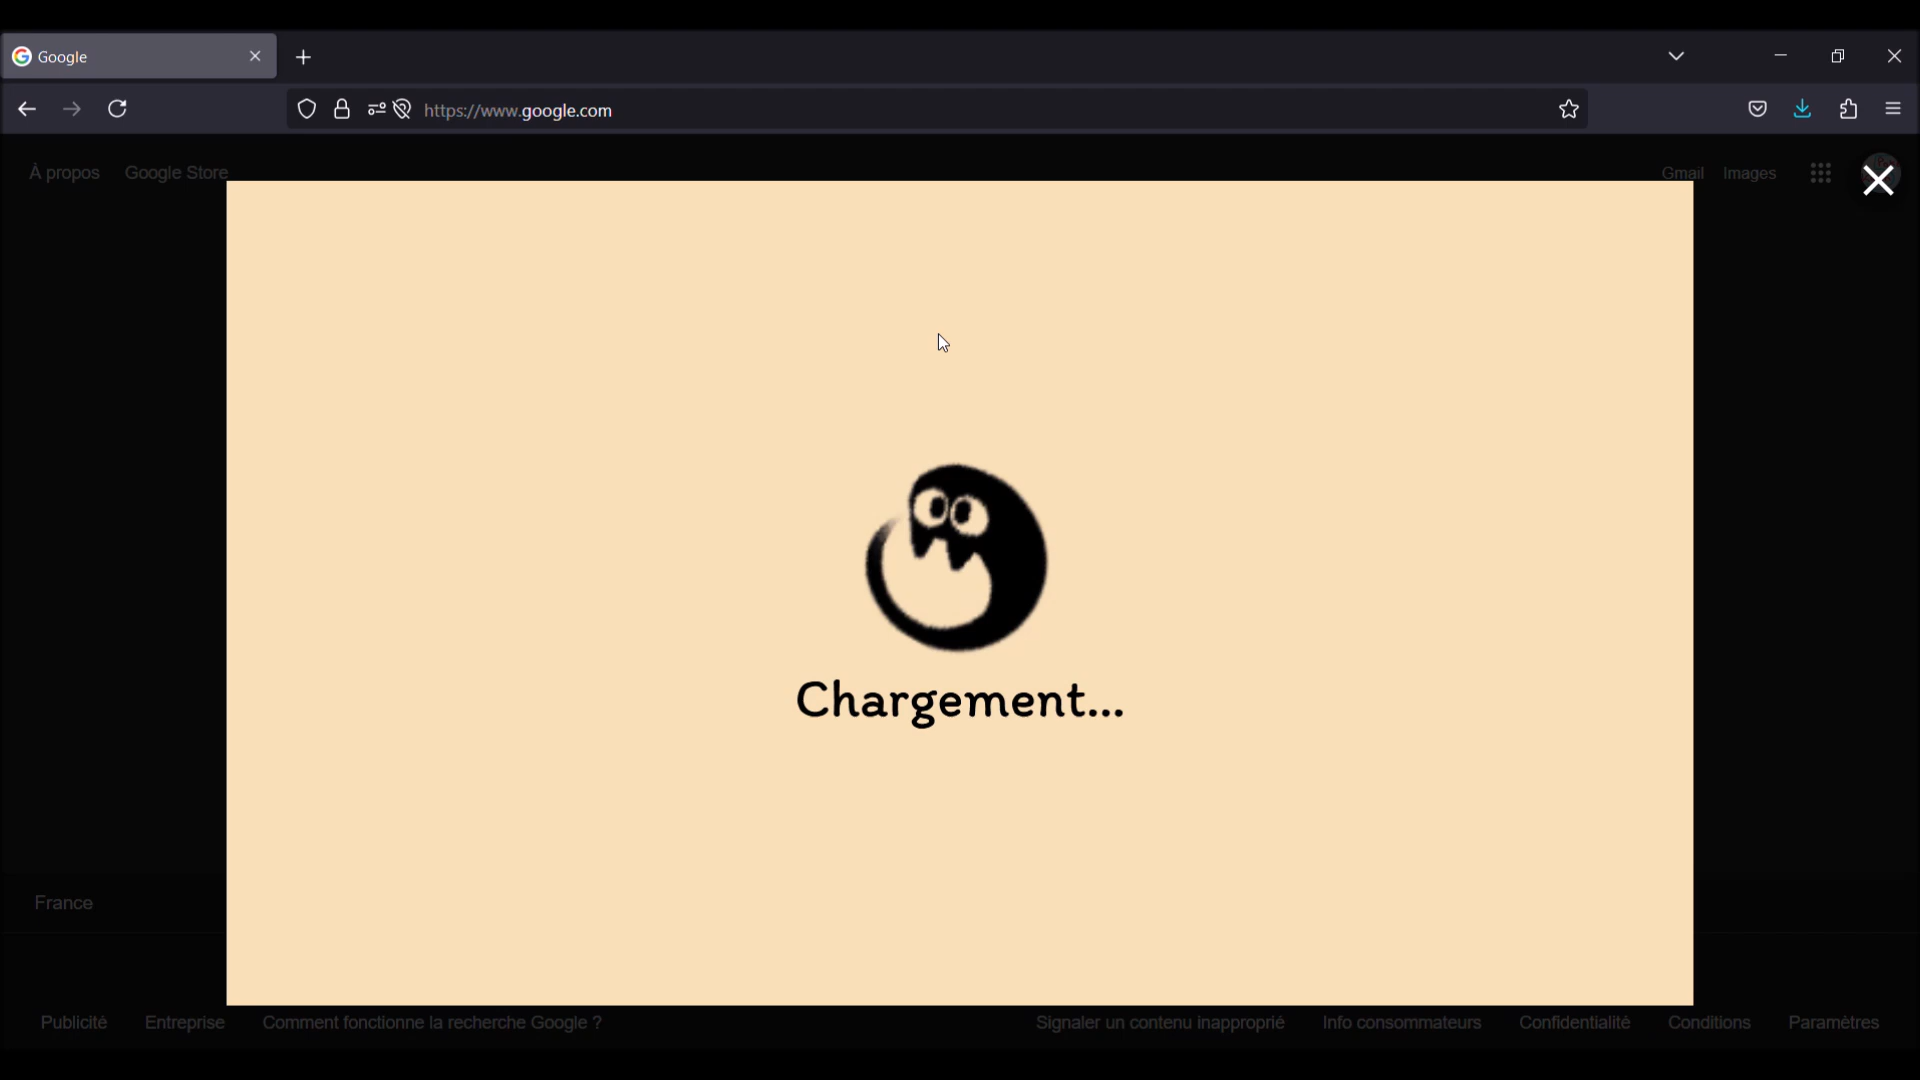 Google
https://www.google.com
À propos Google Store
Gmail Images
Chargement...
France
Publicité Entreprise Comment fonctionne la recherche Google ?
Signaler un contenu inapproprié Info consommateurs Confidentialité Conditions Paramètres